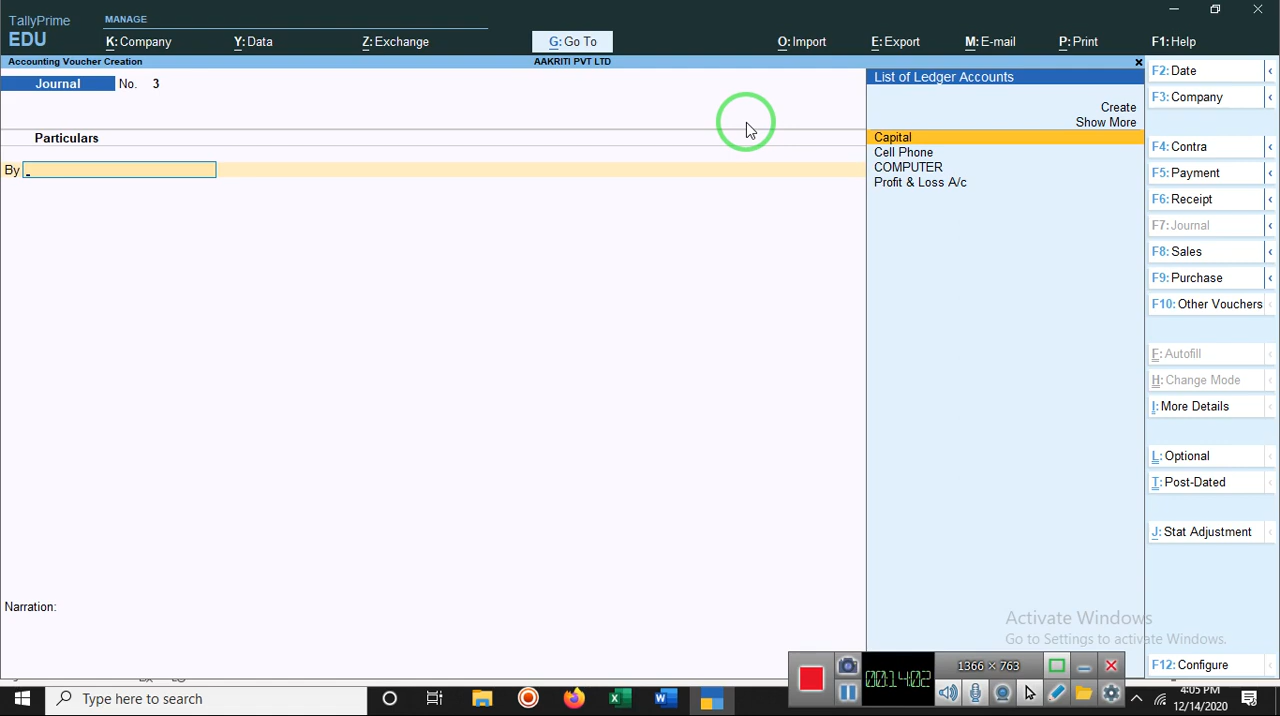 TallyPrime
EDU
MANAGE
K: Company
Y: Data
Z: Exchange
G: Go To
O: Import
E: Export
M: E-mail
P: Print
F1: Help
Accounting Voucher Creation
AAKRITI PVT LTD
Journal
No. 3
Particulars
By
Narration:
List of Ledger Accounts
Create
Show More
Capital
Cell Phone
COMPUTER
Profit & Loss A/c
F2: Date
F3: Company
F4: Contra
F5: Payment
F6: Receipt
F7: Journal
F8: Sales
F9: Purchase
F10: Other Vouchers
F: Autofill
H: Change Mode
I: More Details
L: Optional
T: Post-Dated
J: Stat Adjustment
F12: Configure
Activate Windows
Go to Settings to activate Windows.
00:14:02
1366 × 763
Type here to search
4:05 PM
12/14/2020